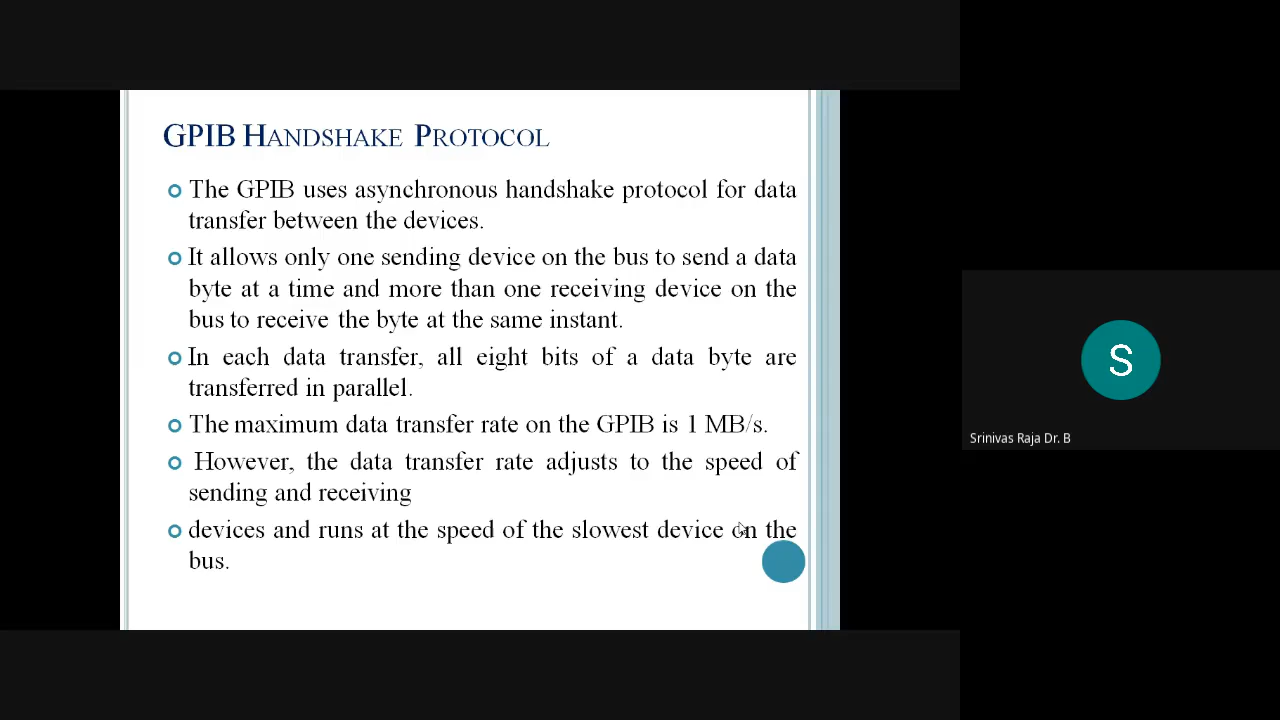 GPIB HANDSHAKE PROTOCOL
The GPIB uses asynchronous handshake protocol for data
transfer between the devices.
It allows only one sending device on the bus to send a data
byte at a time and more than one receiving device on the
bus to receive the byte at the same instant.
In each data transfer, all eight bits of a data byte are
transferred in parallel.
The maximum data transfer rate on the GPIB is 1 MB/s.
However, the data transfer rate adjusts to the speed of
sending and receiving
devices and runs at the speed of the slowest device on the
bus.
S
Srinivas Raja Dr. B